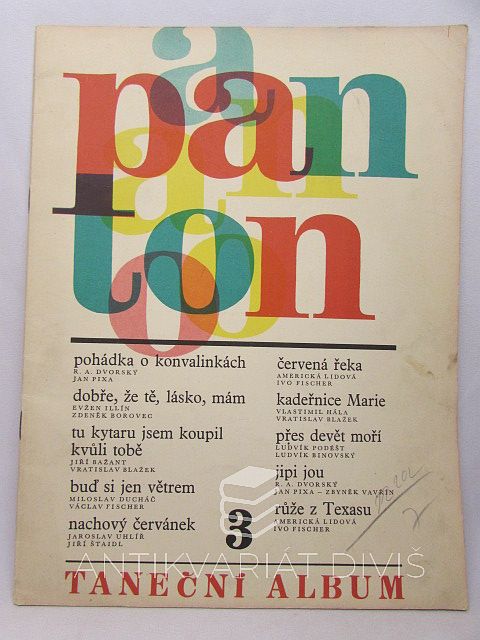 panton
pohádka o konvalinkách
R. A. DVORSKÝ
JAN PIXA
dobře, že tě, lásko, mám
EVŽEN ILLÍN
ZDENĚK BOROVEC
tu kytaru jsem koupil
kvůli tobě
JIŘÍ BAŽANT
VRATISLAV BLAŽEK
buď si jen větrem
MILOSLAV DUCHÁČ
VÁCLAV FISCHER
nachový červánek
JAROSLAV UHLÍŘ
JIŘÍ ŠTAIDL
červená řeka
AMERICKÁ LIDOVÁ
IVO FISCHER
kadeřnice Marie
VLASTIMIL HÁLA
VRATISLAV BLAŽEK
přes devět moří
LUDVÍK PODÉŠŤ
LUDVÍK BINOVSKÝ
jipi jou
R. A. DVORSKÝ
JAN PIXA – ZBYNĚK VAVŘÍN
růže z Texasu
AMERICKÁ LIDOVÁ
IVO FISCHER
3
ANTIKVARIÁT DIVIŠ
TANEČNÍ ALBUM